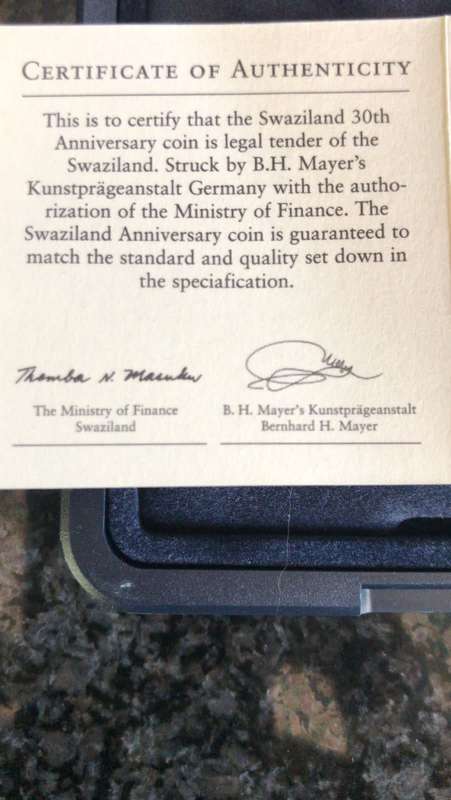 CERTIFICATE OF AUTHENTICITY
This is to certify that the Swaziland 30th
Anniversary coin is legal tender of the
Swaziland. Struck by B.H. Mayer's
Kunstprägeanstalt Germany with the autho-
rization of the Ministry of Finance. The
Swaziland Anniversary coin is guaranteed to
match the standard and quality set down in
the speciafication.
Themba N. Masuku
The Ministry of Finance
Swaziland
B. H. Mayer's Kunstprägeanstalt
Bernhard H. Mayer